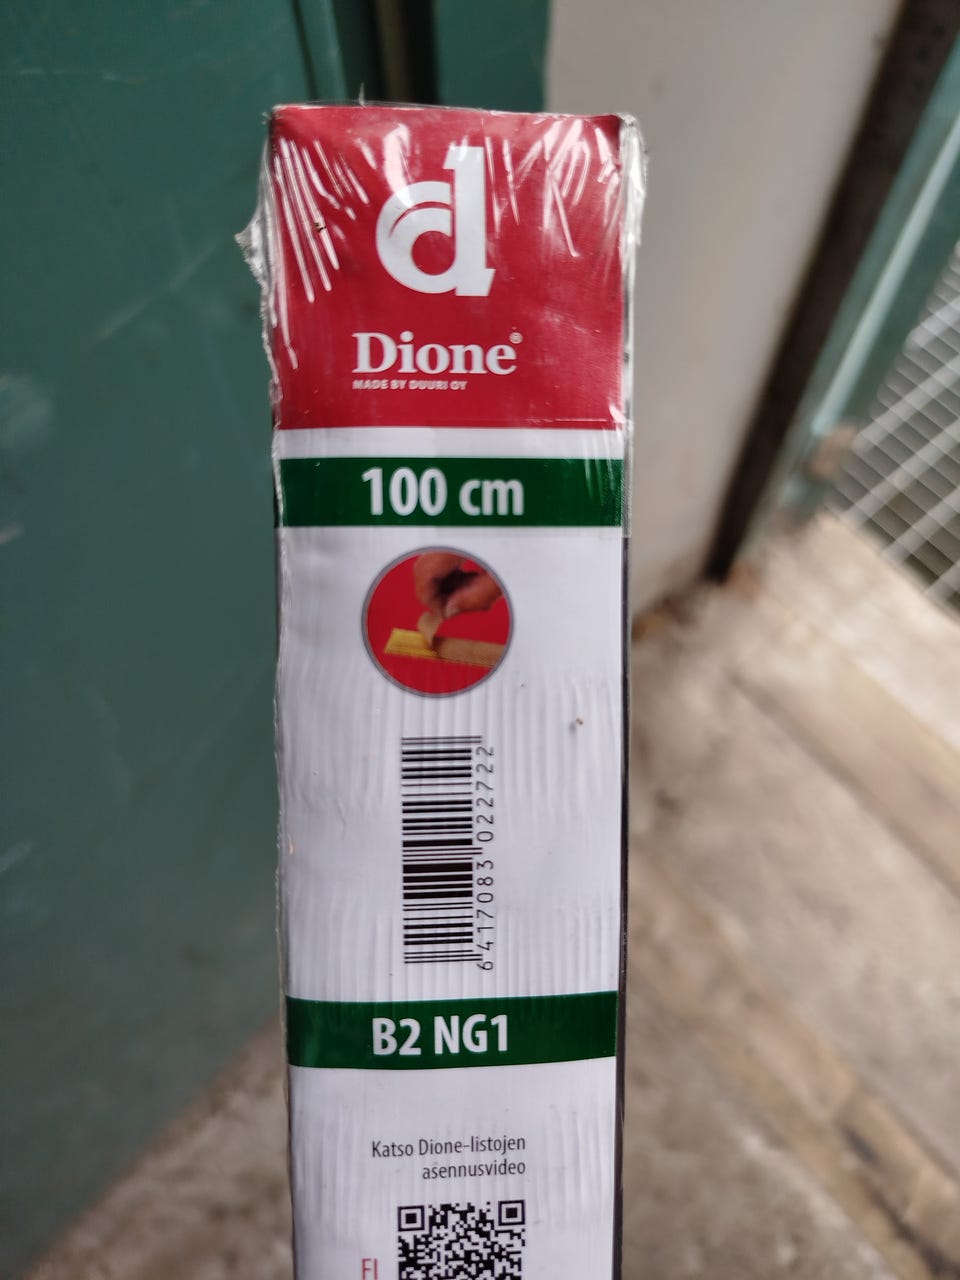 d
Dione®
MADE BY DUURI OY
100 cm
6 417083 022722
B2 NG1
Katso Dione-listojen
asennusvideo
FI